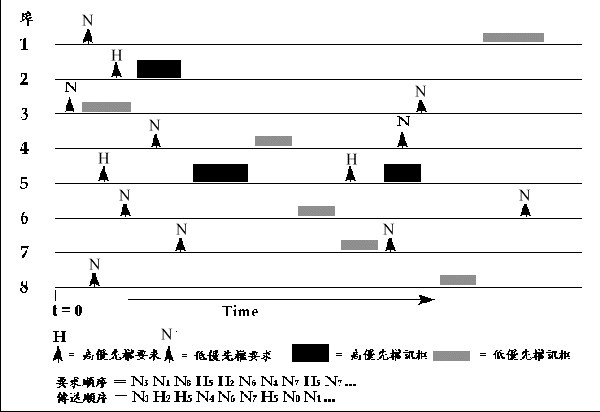 埠
N
1
H
2
N
N
3
N
N
4
H
H
5
N
N
6
N
N
7
N
8
t = 0
Time
H = 高優先權要求 N = 低優先權要求 = 高優先權訊框 = 低優先權訊框
要求順序 = N3 N1 N8 H5 H2 N6 N4 N7 H5 N7 ...
傳送順序 = N3 H2 H5 N4 N6 N7 H5 N8 N1 ...